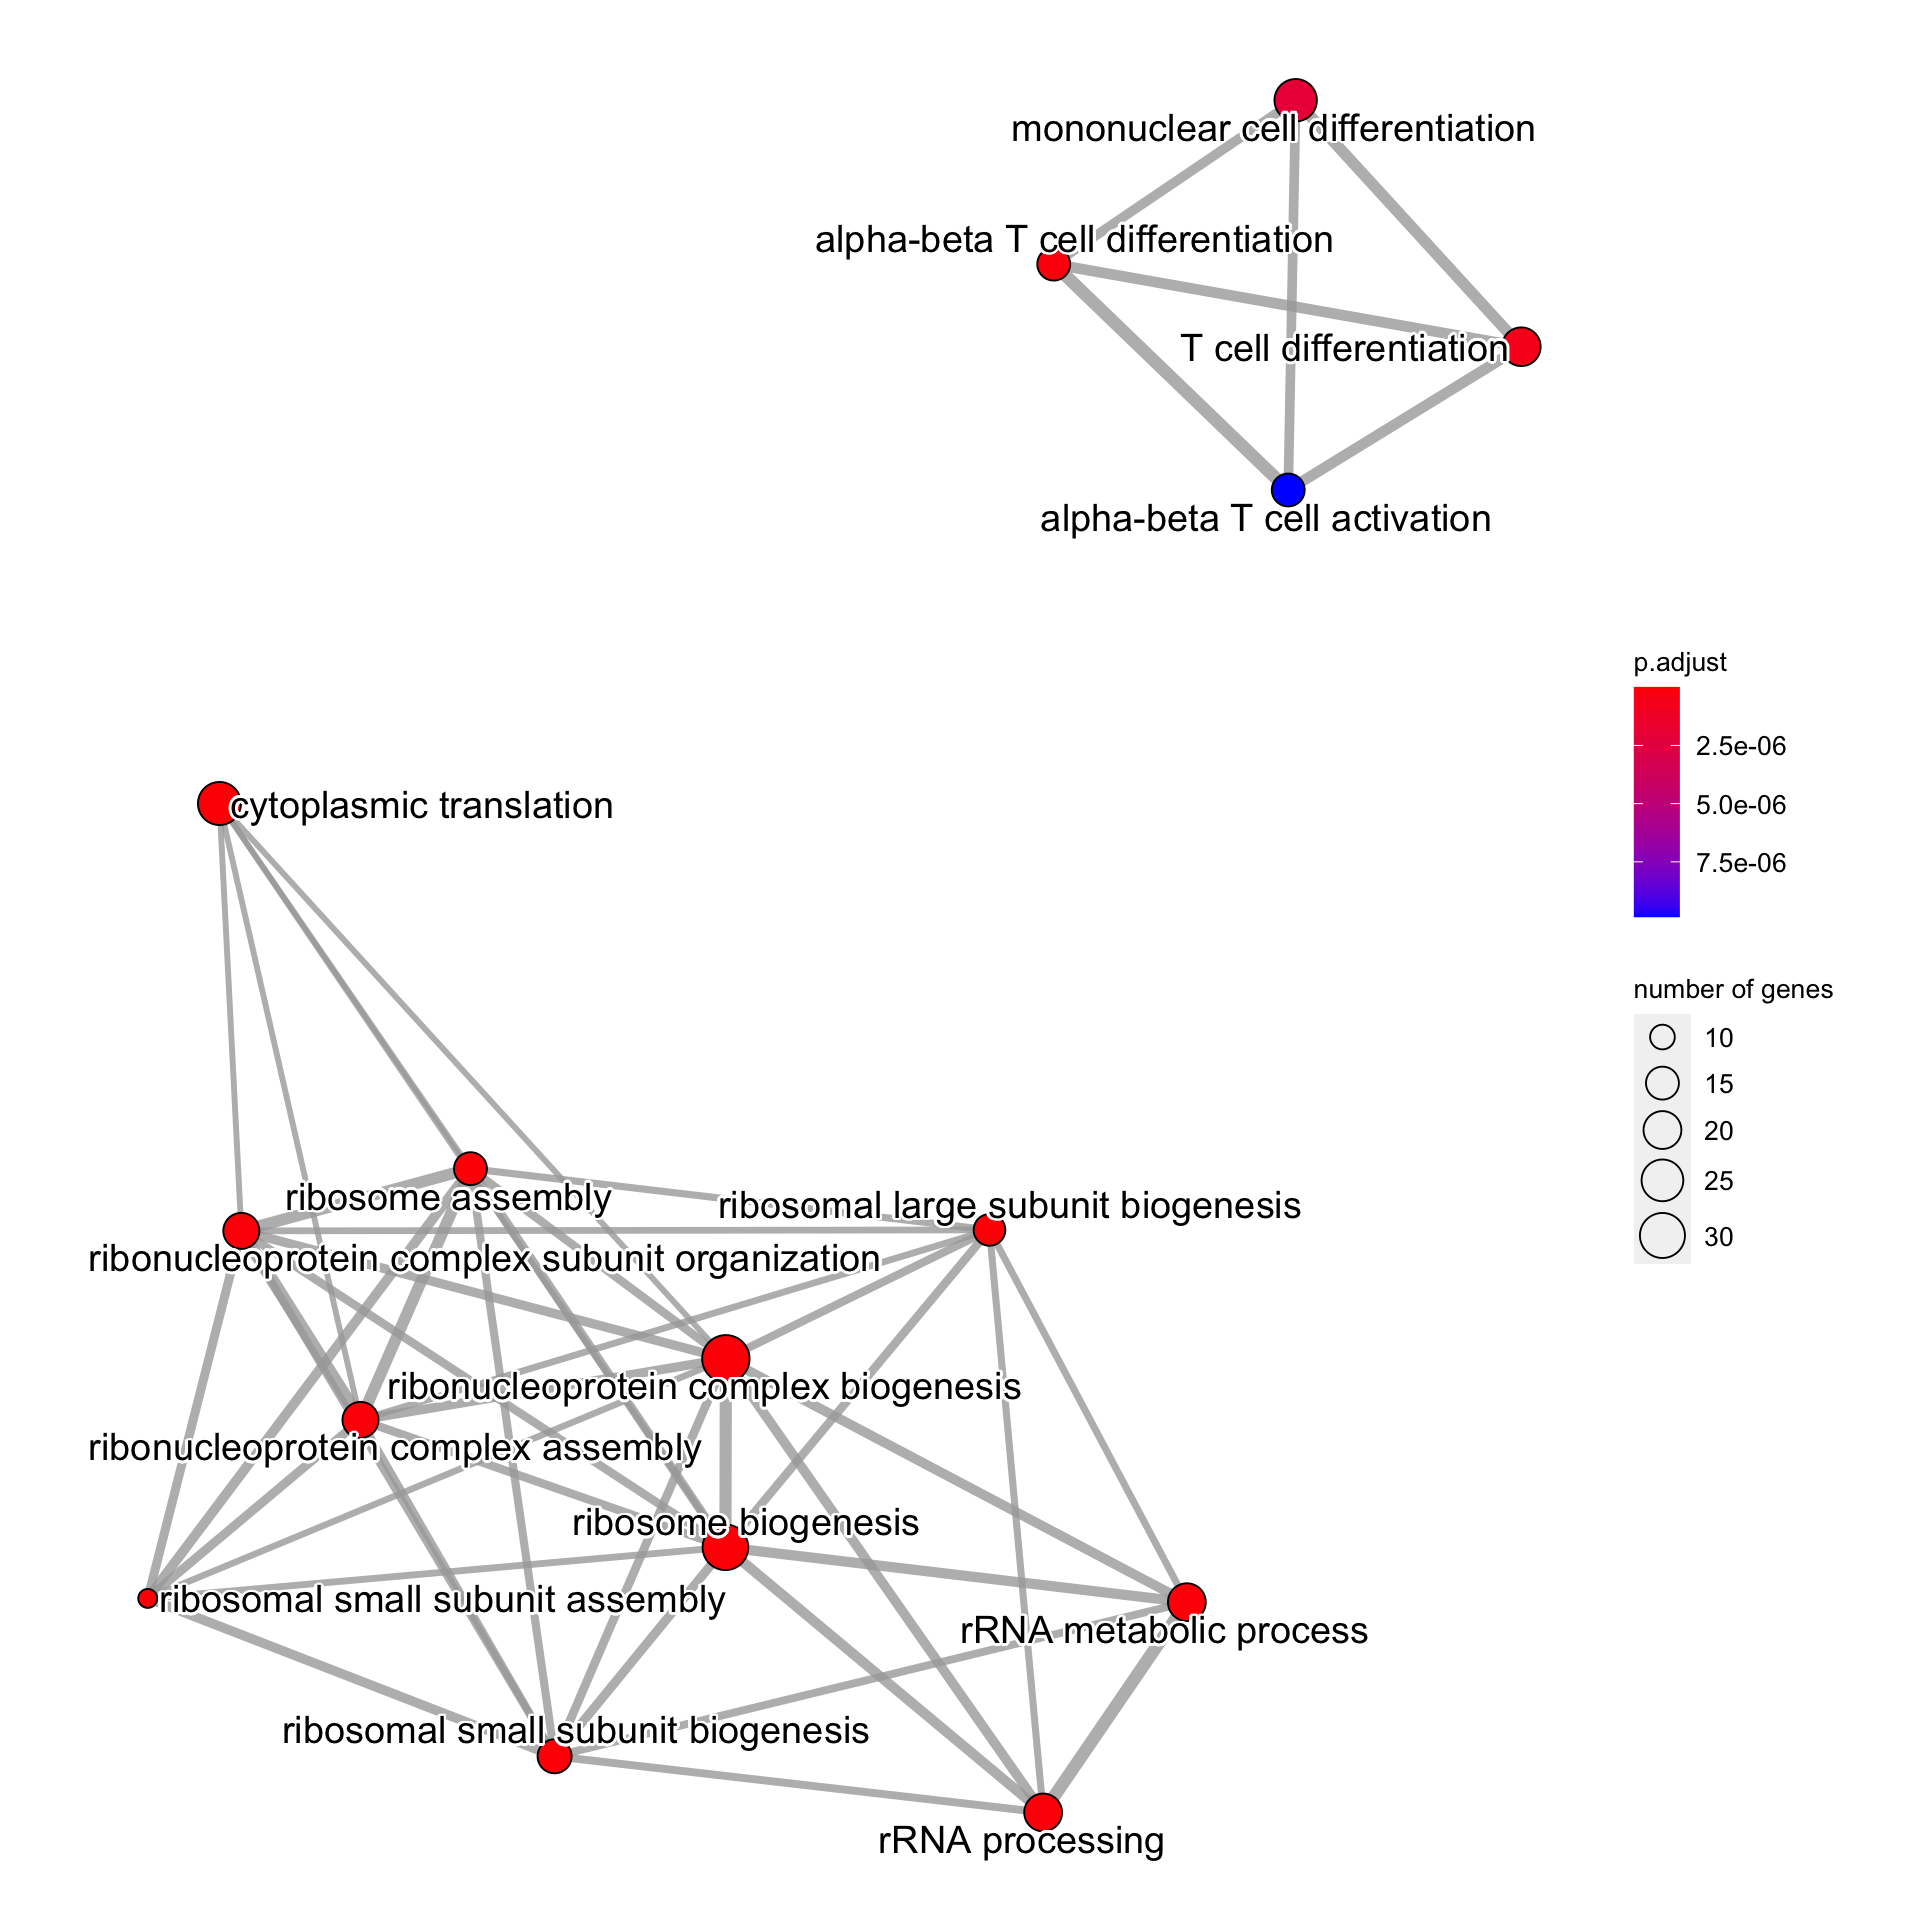 mononuclear cell differentiation
alpha-beta T cell differentiation
T cell differentiation
alpha-beta T cell activation
p.adjust
2.5e-06
5.0e-06
7.5e-06
cytoplasmic translation
number of genes
10
15
20
25
30
ribosome assembly
ribosomal large subunit biogenesis
ribonucleoprotein complex subunit organization
ribonucleoprotein complex biogenesis
ribonucleoprotein complex assembly
ribosome biogenesis
ribosomal small subunit assembly
rRNA metabolic process
ribosomal small subunit biogenesis
rRNA processing